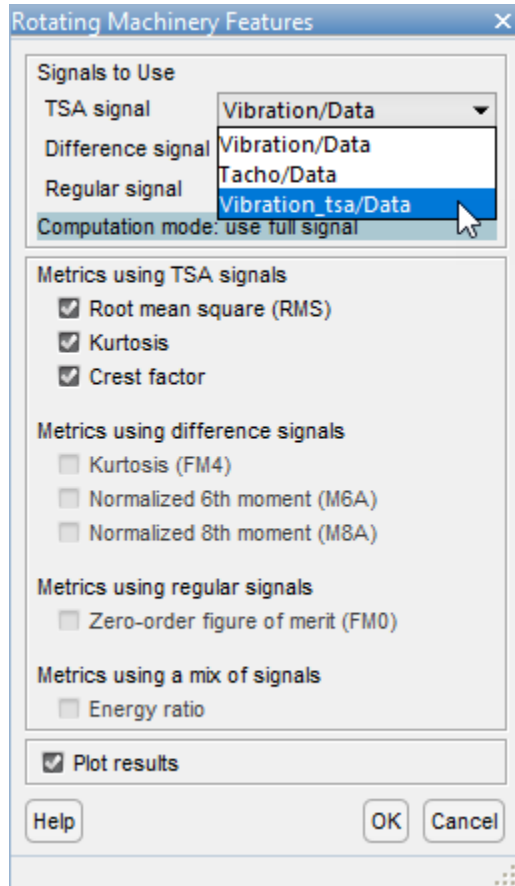 Rotating Machinery Features
Signals to Use
TSA signal Vibration/Data
Vibration/Data
Difference signal
Tacho/Data
Regular signal
Vibration_tsa/Data
Computation mode: use full signal
Metrics using TSA signals
Root mean square (RMS)
Kurtosis
Crest factor
Metrics using difference signals
Kurtosis (FM4)
Normalized 6th moment (M6A)
Normalized 8th moment (M8A)
Metrics using regular signals
Zero-order figure of merit (FM0)
Metrics using a mix of signals
Energy ratio
Plot results
Help OK Cancel